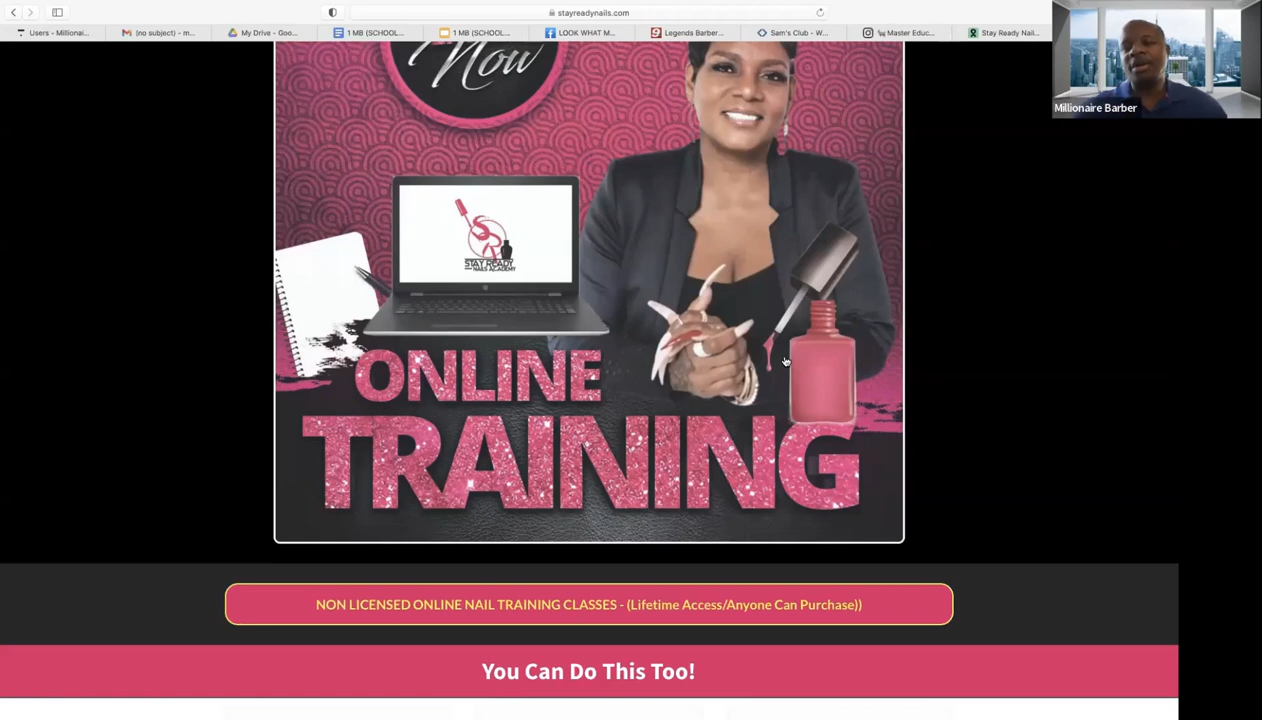 stayreadynails.com
Users - Millionai...
(no subject) - m...
My Drive - Goo...
1 MB (SCHOOL...
1 MB (SCHOOL...
LOOK WHAT M...
Legends Barber...
Sam's Club - W...
Master Educ...
Stay Ready Nail...
Millionaire Barber
Now
STAY READY
NAILS ACADEMY
ONLINE
TRAINING
NON LICENSED ONLINE NAIL TRAINING CLASSES - (Lifetime Access/Anyone Can Purchase))
You Can Do This Too!